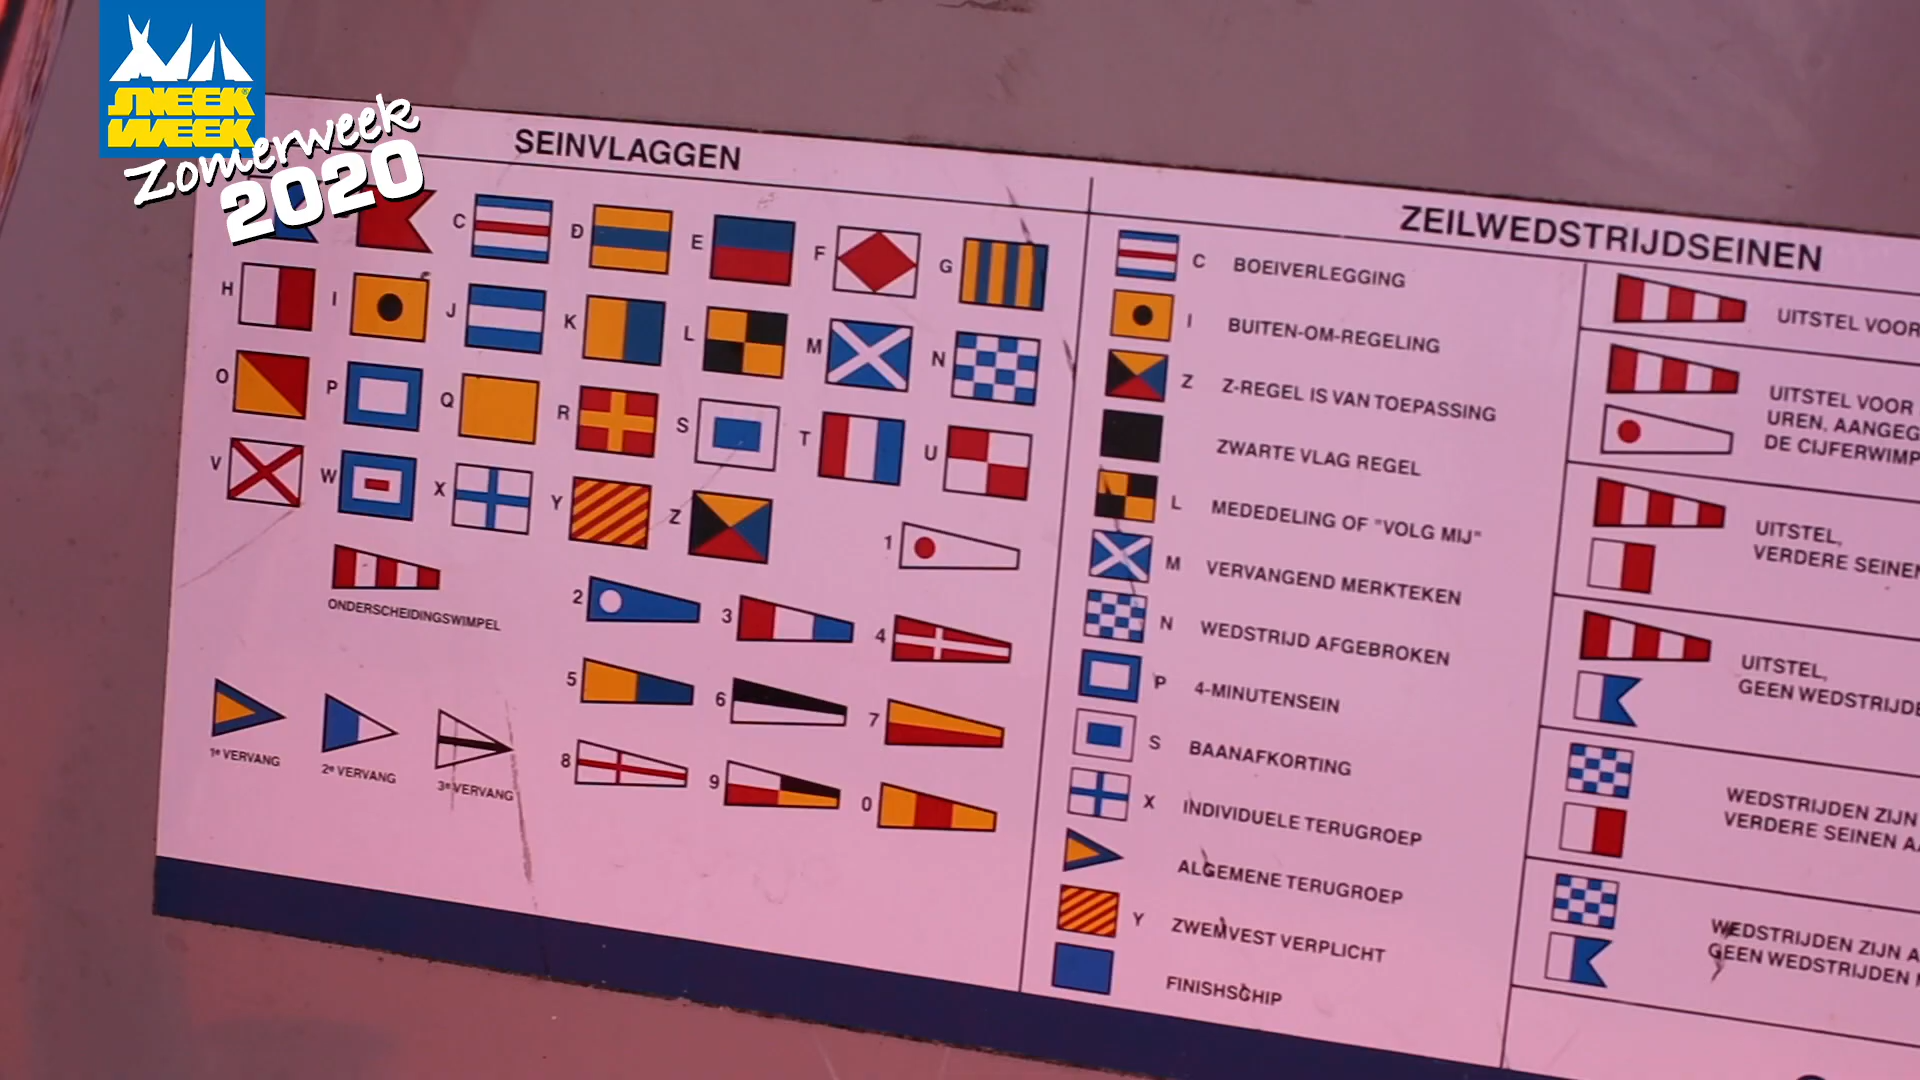 SNEEK
WEEK
Zomerweek
2020
SEINVLAGGEN
C D E F G
H I J K L M N
O P Q R S T U
V W X Y Z
1
ONDERSCHEIDINGSWIMPEL
2 3 4
5 6 7
8 9 0
1e VERVANG 2e VERVANG 3e VERVANG
ZEILWEDSTRIJDSEINEN
C BOEIVERLEGGING
I BUITEN-OM-REGELING
Z Z-REGEL IS VAN TOEPASSING
ZWARTE VLAG REGEL
L MEDEDELING OF "VOLG MIJ"
M VERVANGEND MERKTEKEN
N WEDSTRIJD AFGEBROKEN
P 4-MINUTENSEIN
S BAANAFKORTING
X INDIVIDUELE TERUGROEP
ALGEMENE TERUGROEP
Y ZWEMVEST VERPLICHT
FINISHSCHIP
UITSTEL VOOR
UITSTEL VOOR
UREN, AANGEG
DE CIJFERWIMP
UITSTEL,
VERDERE SEINEN
UITSTEL,
GEEN WEDSTRIJDE
WEDSTRIJDEN ZIJN
VERDERE SEINEN A
WEDSTRIJDEN ZIJN A
GEEN WEDSTRIJDEN